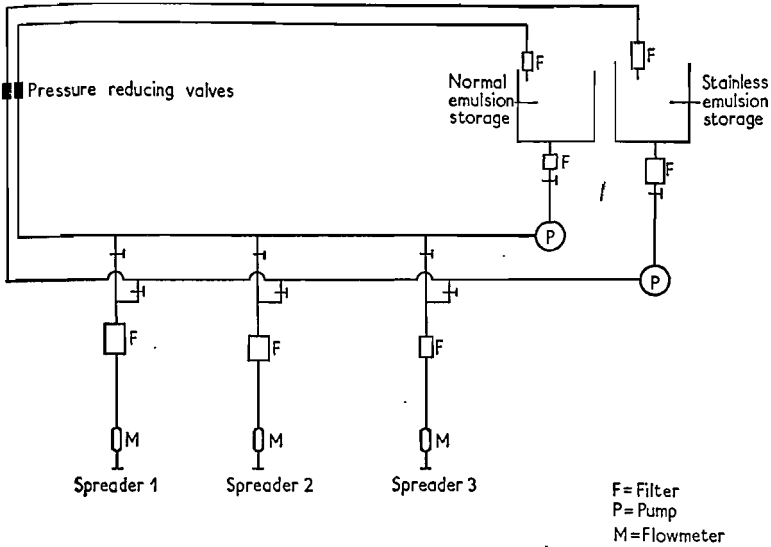 F
F
Normal
emulsion
storage
Stainless
emulsion
storage
Pressure reducing valves
F
F
P
P
F
F
F
M
M
M
Spreader 1
Spreader 2
Spreader 3
F=Filter
P=Pump
M=Flowmeter